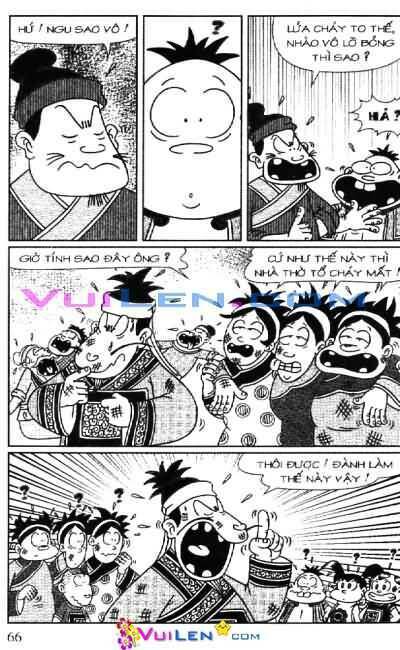 HỨ! NGU SAO VÔ!
LỬA CHÁY TO THẾ,
NHÀO VÔ LỠ BỎNG
THÌ SAO?
HẢ?
GIỜ TÍNH SAO ĐÂY ÔNG?
CỨ NHƯ THẾ NÀY THÌ
NHÀ THỜ TỔ CHÁY MẤT!
VUILEN.COM
THÔI ĐƯỢC! ĐÀNH LÀM
THẾ NÀY VẬY!
?
?
?
?
?
?
66
VUILEN.COM